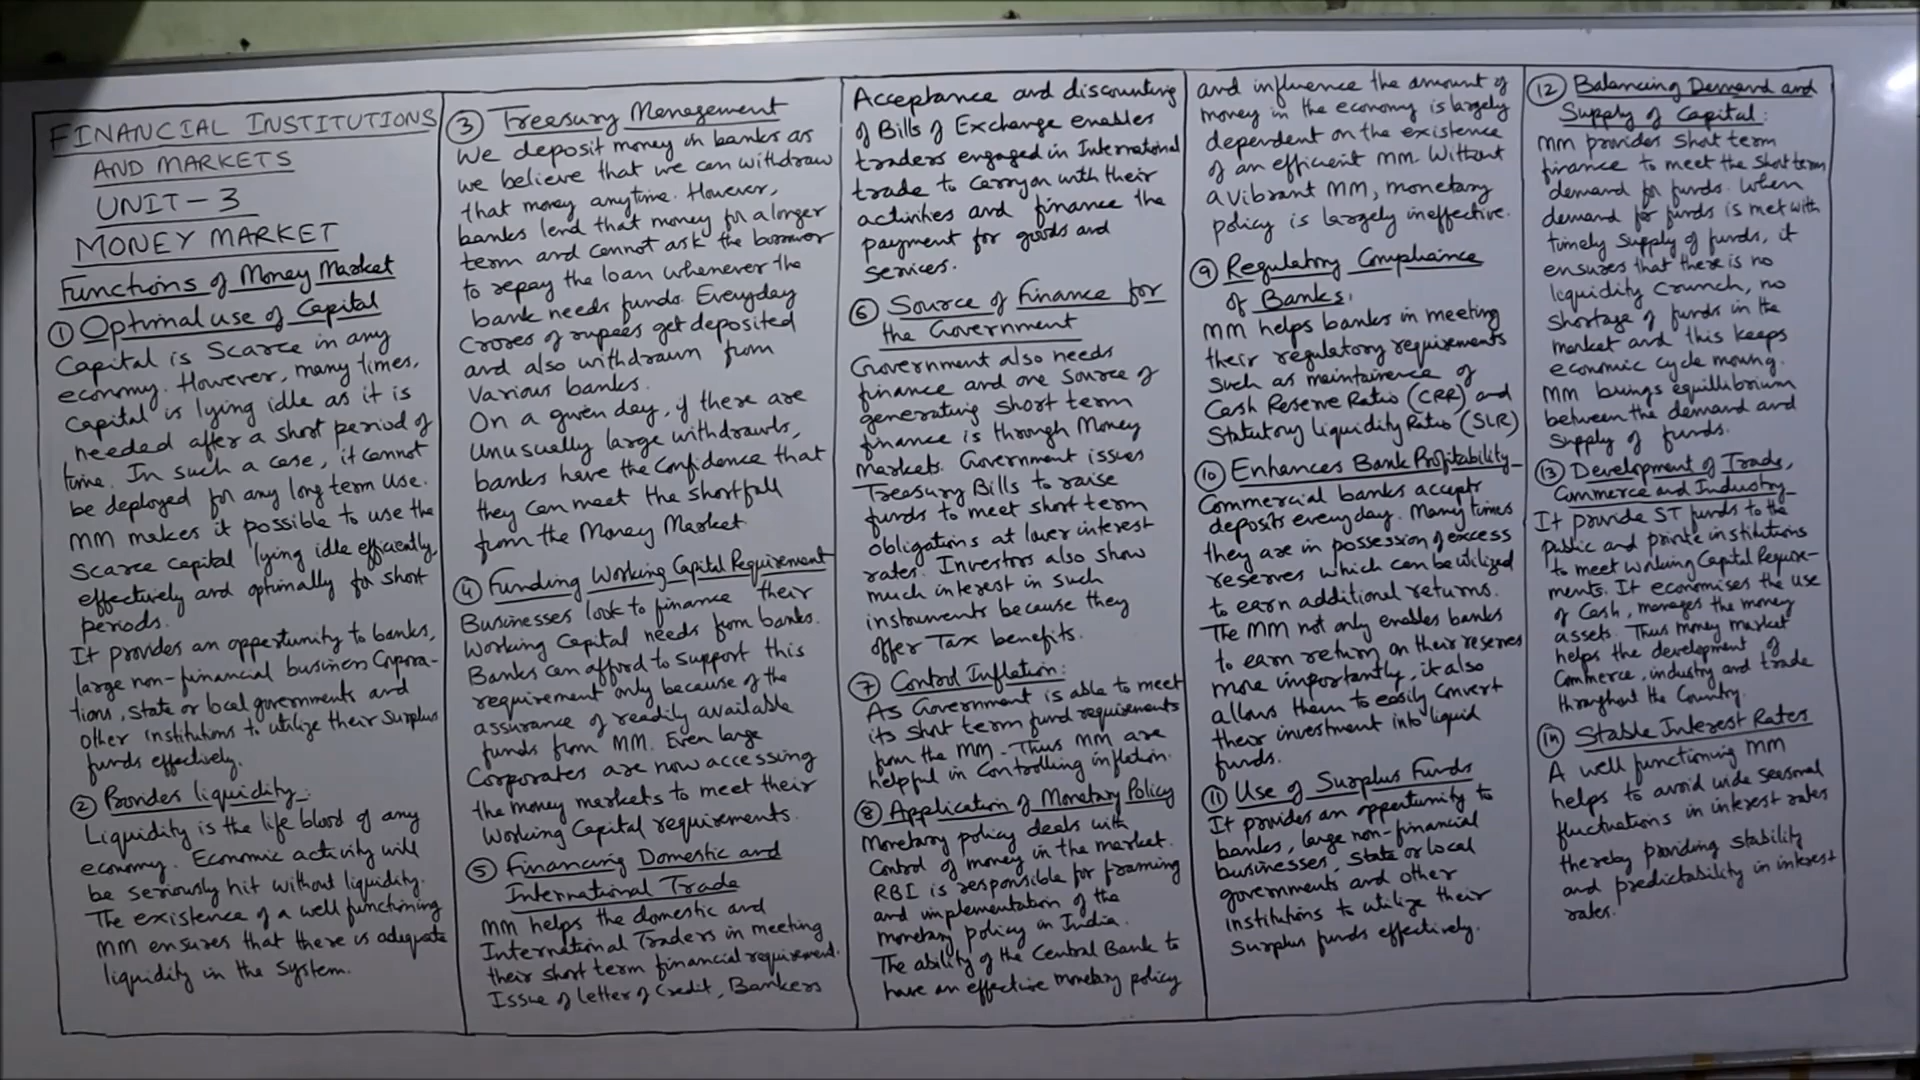 FINANCIAL INSTITUTIONS
AND MARKETS
UNIT-3
MONEY MARKET
Functions of Money Market
① Optimal use of Capital
Capital is Scarce in any
economy. However, many times,
Capital is lying idle as it is
needed after a short period of
time. In such a case, it cannot
be deployed for any long term use.
MM makes it possible to use the
Scarce Capital lying idle efficiently
effectively and optimally for short
periods.
It provides an opportunity to banks,
large non-financial business Corpora-
tions, state or local governments and
other institutions to utilize their surplus
funds effectively.
② Provides liquidity:
Liquidity is the life blood of any
economy. Economic activity will
be seriously hit without liquidity.
The existence of a well functioning
MM ensures that there is adequate
liquidity in the system.
③ Treasury Management
We deposit money in banks as
we believe that we can withdraw
that money anytime. However,
banks lend that money for a longer
term and cannot ask the borrower
to repay the loan whenever the
bank needs funds. Everyday
Crores of rupees get deposited
and also withdrawn from
various banks.
On a given day, if there are
unusually large withdrawls,
banks have the confidence that
they can meet the shortfall
from the Money Market
④ Funding Working Capital Requirement
Businesses look to finance their
Working Capital needs from banks.
Banks can afford to support this
requirement only because of the
assurance of readily available
funds from MM. Even large
Corporates are now accessing
the money markets to meet their
Working Capital requirements.
⑤ Financing Domestic and
International Trade
MM helps the domestic and
International Traders in meeting
their short term financial requirement.
Issue of letter of Credit, Bankers
Acceptance and discounting
of Bills of Exchange enables
traders engaged in International
trade to carryon with their
activities and finance the
payment for goods and
services.
⑥ Source of Finance for
the Government
Government also needs
finance and one source of
generating short term
finance is through Money
Markets. Government issues
Treasury Bills to raise
funds to meet short term
obligations at lower interest
rates. Investors also show
much interest in such
instruments because they
offer Tax benefits.
⑦ Control Inflation:
As Government is able to meet
its short term fund requirements
from the MM. Thus MM are
helpful in Controlling inflation.
⑧ Application of Monetary Policy
Monetary policy deals with
Control of money in the market.
RBI is responsible for framing
and implementation of the
monetary policy in India.
The ability of the Central Bank to
have an effective monetary policy
and influence the amount of
money in the economy is largely
dependent on the existence
of an efficient MM. Without
a vibrant MM, monetary
policy is largely ineffective.
⑨ Regulatory Compliance
of Banks:
MM helps banks in meeting
their regulatory requirements
such as maintainence of
Cash Reserve Ratio (CRR) and
Statutory Liquidity Ratio (SLR)
⑩ Enhances Bank Profitability
Commercial banks accepts
deposits everyday. Many times
they are in possession of excess
reserves which can be utilized
to earn additional returns.
The MM not only enables banks
to earn return on their reserves
more importantly, it also
allows them to easily convert
their investment into liquid
funds.
⑪ Use of Surplus Funds
It provides an opportunity to
banks, large non-financial
businesses, State or local
governments and other
institutions to utilize their
Surplus funds effectively.
⑫ Balancing Demand and
Supply of Capital:
MM provides Short term
finance to meet the short term
demand for funds. When
demand for funds is met with
timely supply of funds, it
ensures that there is no
liquidity crunch, no
shortage of funds in the
market and this keeps
economic cycle moving.
MM brings equillibrium
between the demand and
supply of funds.
⑬ Development of Trade,
Commerce and Industry
It provide ST funds to the
Public and private institutions
to meet working Capital Require-
ments. It economises the use
of Cash, manages the money
assets. Thus money market
helps the development of
Commerce, industry and trade
throughout the Country.
⑭ Stable Interest Rates
A well functioning MM
helps to avoid wide seasonal
fluctuations in interest rates
thereby providing stability
and predictability in interest
rates.